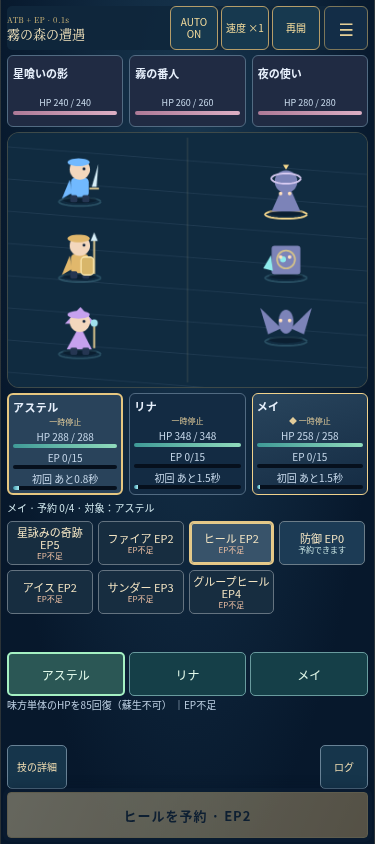 ATB + EP · 0.1s
霧の森の遭遇
AUTO
ON
速度 ×1
再開
☰
星喰いの影
HP 240 / 240
霧の番人
HP 260 / 260
夜の使い
HP 280 / 280
アステル
一時停止
HP 288 / 288
EP 0/15
初回 あと0.8秒
リナ
一時停止
HP 348 / 348
EP 0/15
初回 あと1.5秒
メイ
◆ 一時停止
HP 258 / 258
EP 0/15
初回 あと1.5秒
メイ · 予約 0/4 · 対象：アステル
星詠みの奇跡
EP5
EP不足
ファイア EP2
EP不足
ヒール EP2
EP不足
防御 EP0
予約できます
アイス EP2
EP不足
サンダー EP3
EP不足
グループヒール
EP4
EP不足
アステル
リナ
メイ
味方単体のHPを85回復（蘇生不可）｜EP不足
技の詳細
ログ
ヒールを予約 · EP2